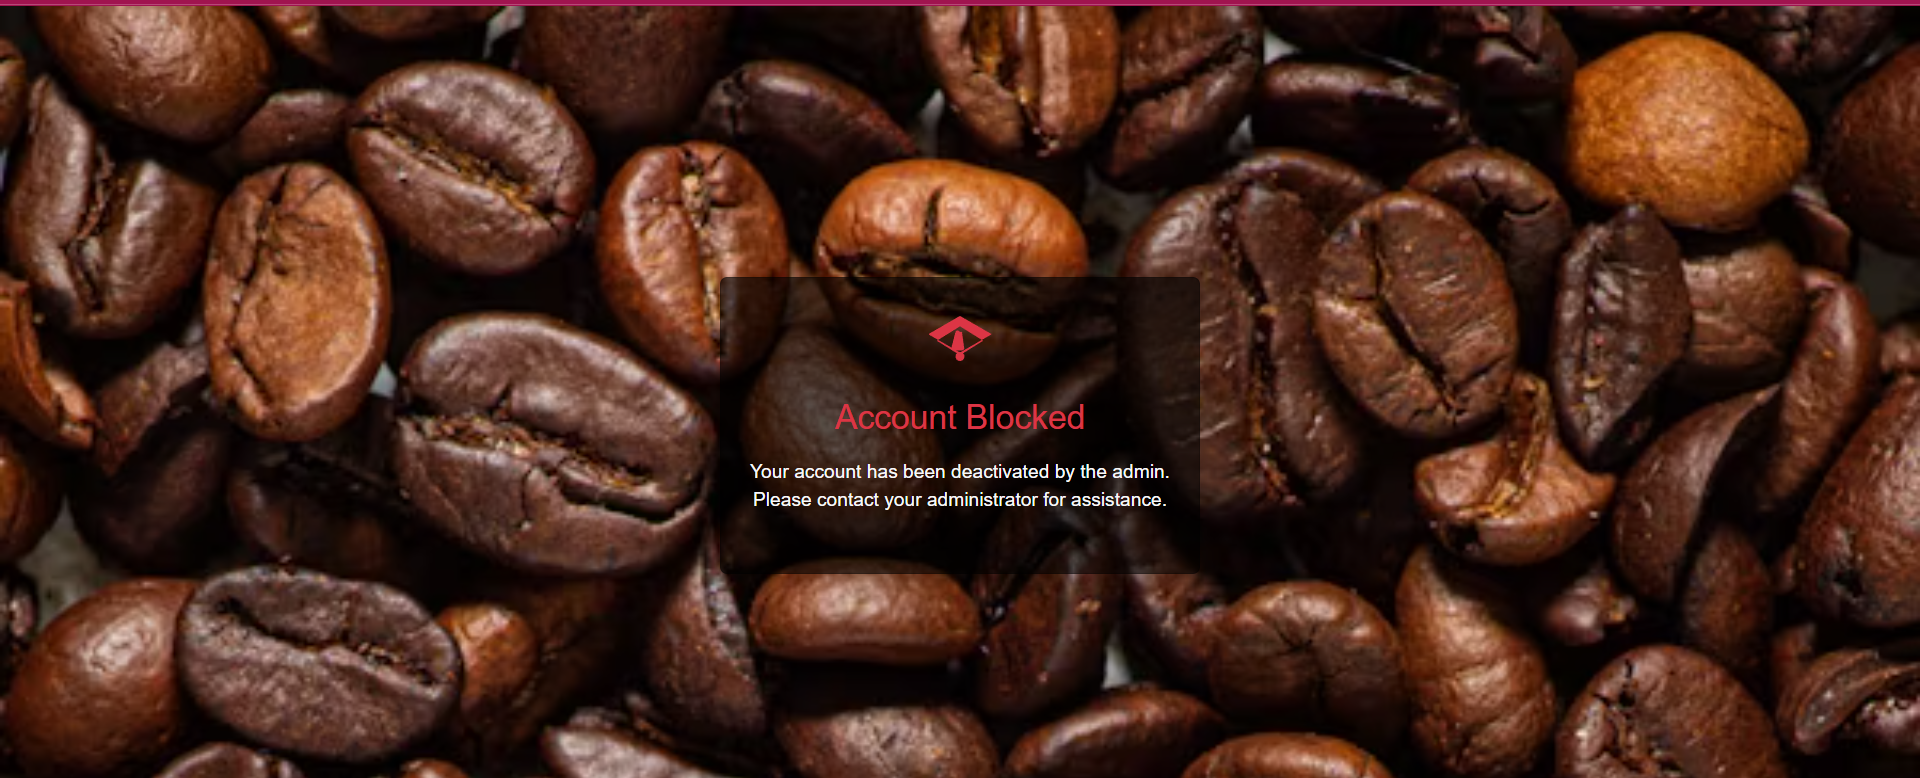 Account Blocked
Your account has been deactivated by the admin.
Please contact your administrator for assistance.